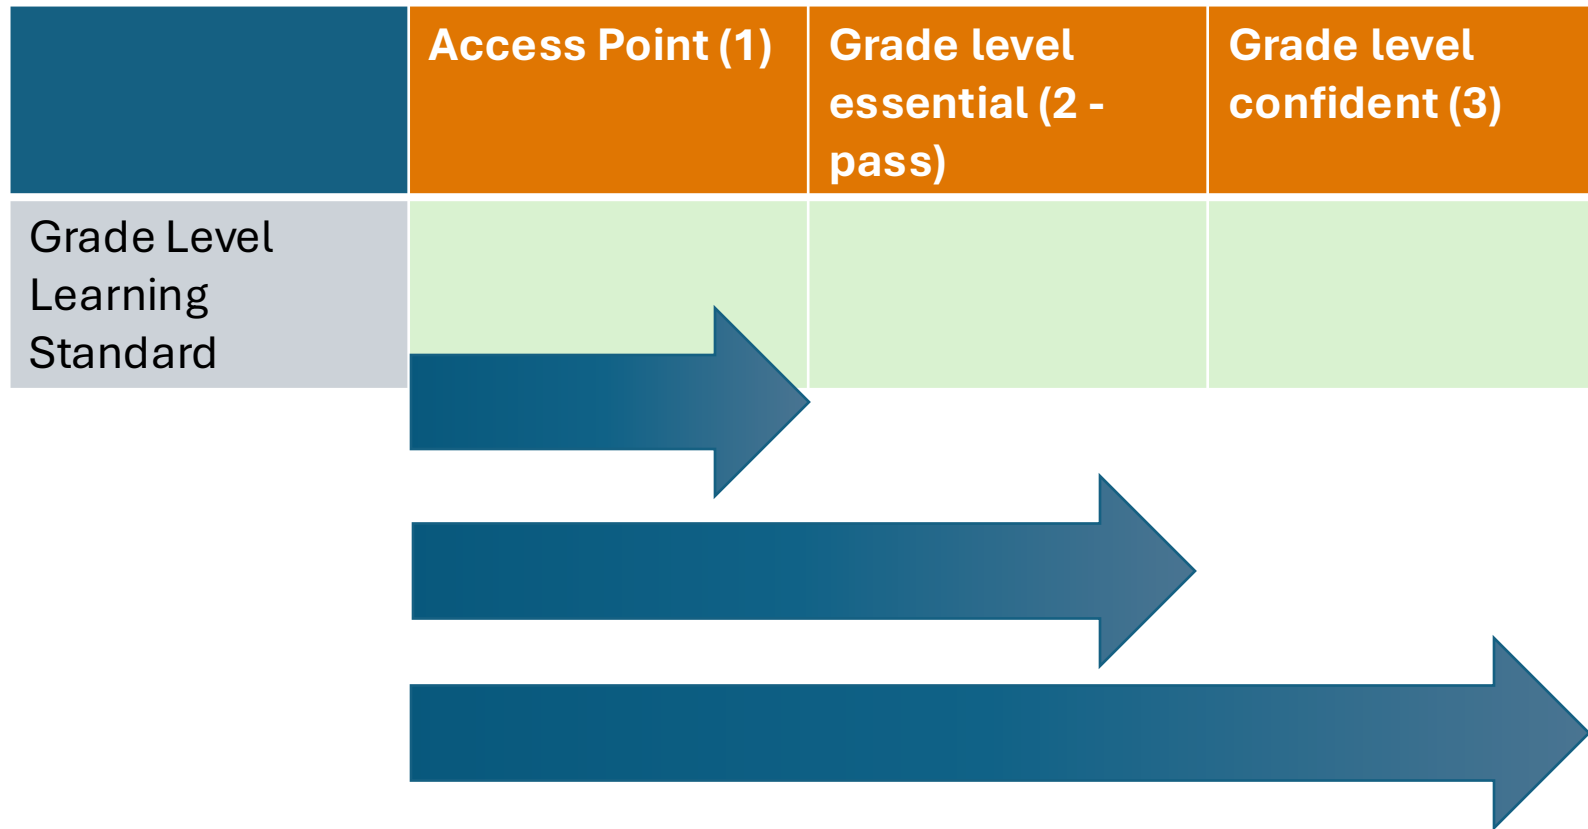 Access Point (1)
Grade level
essential (2 -
pass)
Grade level
confident (3)
Grade Level
Learning
Standard